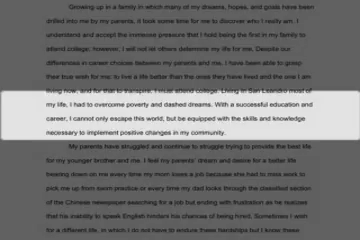 Growing up in a family in which many of my dreams, hopes, and goals have been
drilled into me by my parents, it took some time for me to discover who I really am. I
understand and accept the immense pressure that I hold being the first in my family to
attend college; however, I will not let others determine my life for me. Despite our
differences in career choices between my parents and me, I have been able to grasp
their true wish for me: to live a better life than the ones they have lived and the one I am
living now, and for that to transpire, I must attend college. Living in San Leandro most of
my life, I had to overcome poverty and dashed dreams. With a successful education and
career, I cannot only escape this world, but be equipped with the skills and knowledge
necessary to implement positive changes in my community.
My parents have struggled and continue to struggle trying to provide the best life
for my younger brother and me. I feel my parents' dream and desire for a better life
bearing down on me every time my mom loses a job because she had to miss work to
pick me up from swim practice or every time my dad looks through the classified section
of the Chinese newspaper searching for a job but ending with frustration as he realizes
that his inability to speak English hinders his chances of being hired. Sometimes I wish
for a different life, in which I do not have to endure these hardships but I know these